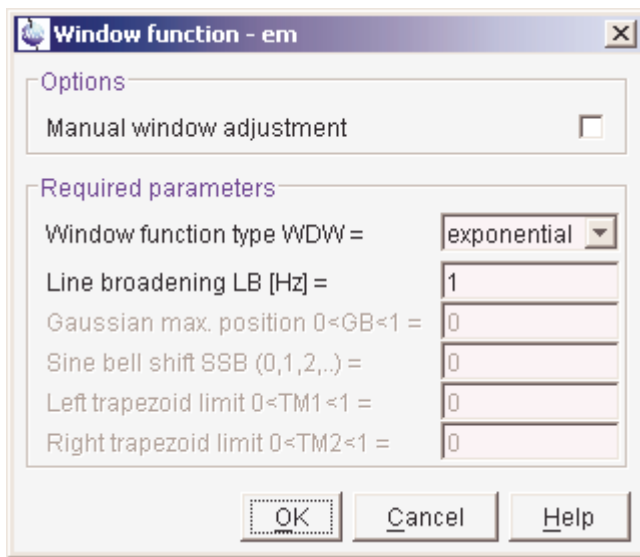 Window function - em
Options
Manual window adjustment
Required parameters
Window function type WDW = exponential
Line broadening LB [Hz] = 1
Gaussian max. position 0<GB<1 = 0
Sine bell shift SSB (0,1,2,..) = 0
Left trapezoid limit 0<TM1<1 = 0
Right trapezoid limit 0<TM2<1 = 0
OK Cancel Help